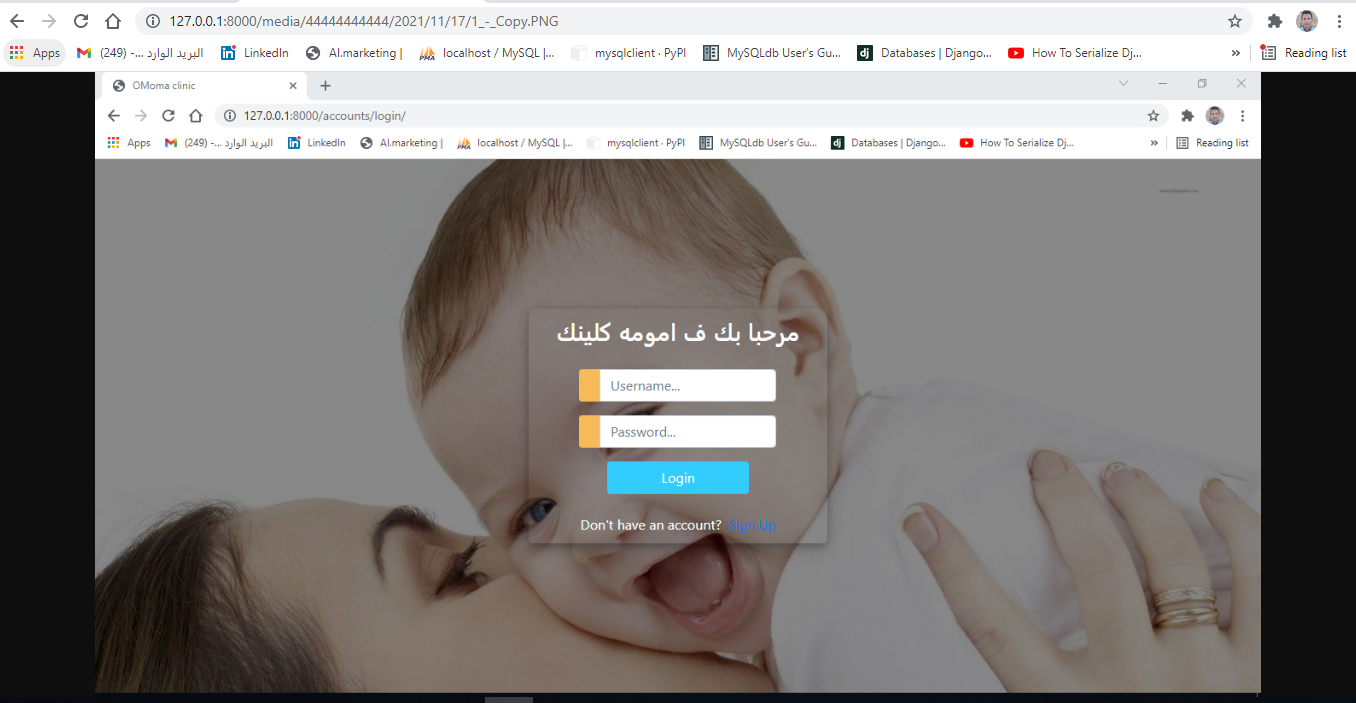 127.0.0.1:8000/media/44444444444/2021/11/17/1_-_Copy.PNG
Apps (249) -... البريد الوارد LinkedIn AI.marketing | localhost / MySQL |... mysqlclient · PyPI MySQLdb User's Gu... Databases | Django... How To Serialize Dj... » Reading list
OMoma clinic
127.0.0.1:8000/accounts/login/
Apps (249) -... البريد الوارد LinkedIn AI.marketing | localhost / MySQL |... mysqlclient · PyPI MySQLdb User's Gu... Databases | Django... How To Serialize Dj... » Reading list
مرحبا بك ف امومه كلينك
Username...
Password...
Login
Don't have an account? Sign Up